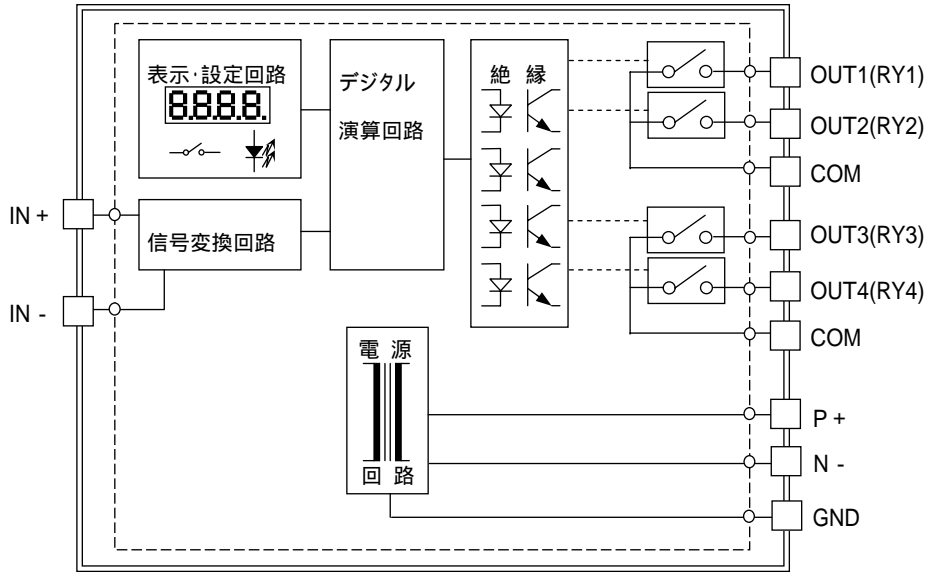 表示･設定回路
8.8.8.8.
デジタル
演算回路
絶 縁
信号変換回路
電 源
回 路
IN +
IN -
OUT1(RY1)
OUT2(RY2)
COM
OUT3(RY3)
OUT4(RY4)
COM
P +
N -
GND